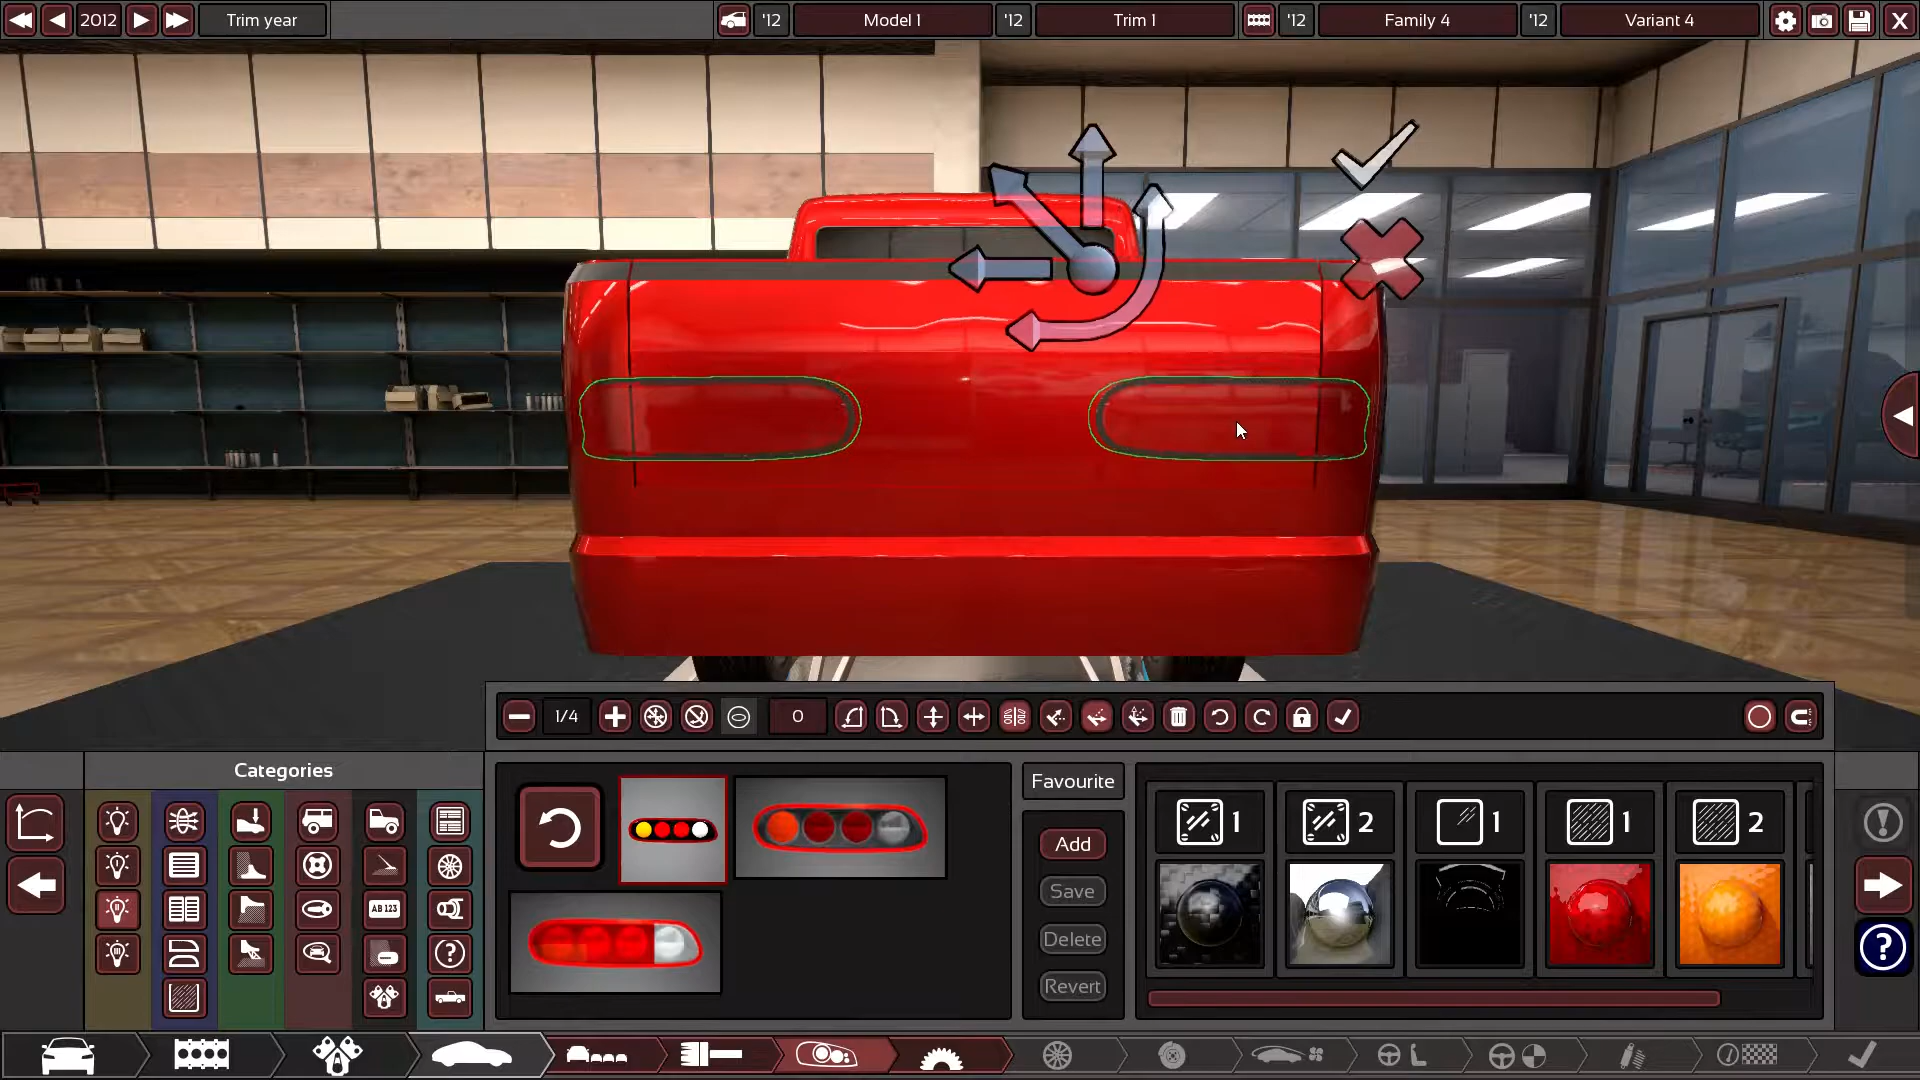 2012
Trim year
'12
Model 1
'12
Trim 1
'12
Family 4
'12
Variant 4
1/4
0
Categories
AB 123
Favourite
Add
Save
Delete
Revert
1
2
1
1
2